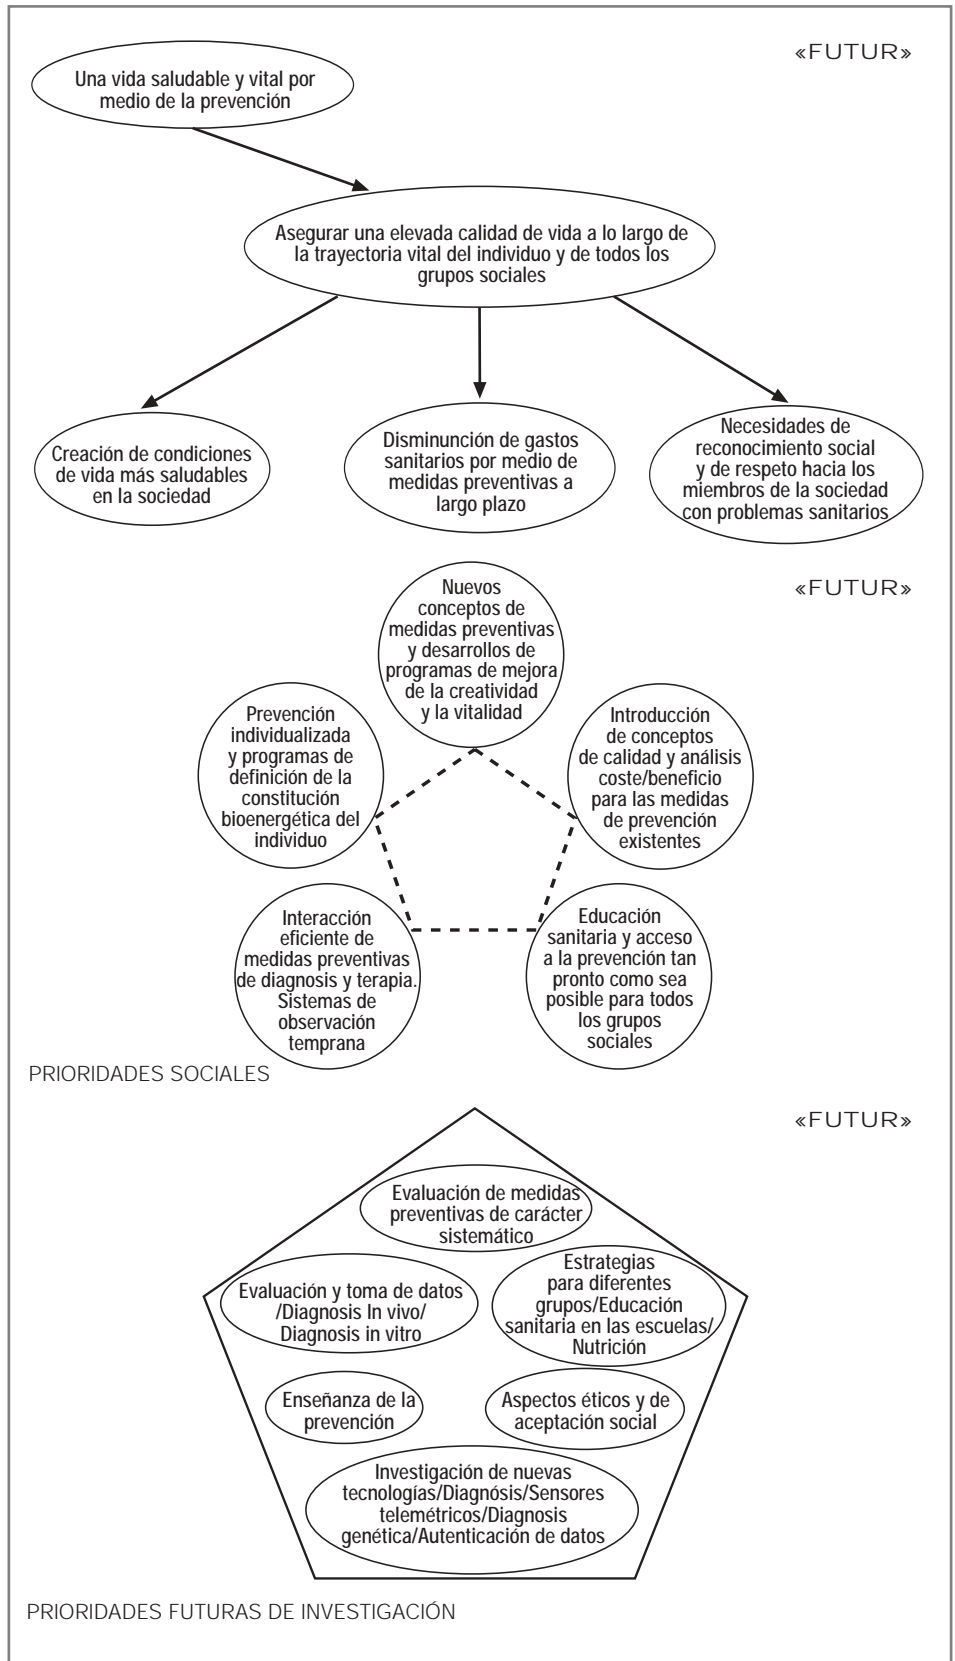 «FUTUR»
Una vida saludable y vital por
medio de la prevención
Asegurar una elevada calidad de vida a lo largo de
la trayectoria vital del individuo y de todos los
grupos sociales
Creación de condiciones
de vida más saludables
en la sociedad
Disminunción de gastos
sanitarios por medio de
medidas preventivas a
largo plazo
Necesidades de
reconocimiento social
y de respeto hacia los
miembros de la sociedad
con problemas sanitarios
«FUTUR»
Nuevos
conceptos de
medidas preventivas
y desarrollos de
programas de mejora
de la creatividad
y la vitalidad
Prevención
individualizada
y programas de
definición de la
constitución
bioenergética del
individuo
Introducción
de conceptos
de calidad y análisis
coste/beneficio
para las medidas
de prevención
existentes
Interacción
eficiente de
medidas preventivas
de diagnosis y terapia.
Sistemas de
observación
temprana
Educación
sanitaria y acceso
a la prevención tan
pronto como sea
posible para todos
los grupos
sociales
PRIORIDADES SOCIALES
«FUTUR»
Evaluación de medidas
preventivas de carácter
sistemático
Evaluación y toma de datos
/Diagnosis In vivo/
Diagnosis in vitro
Estrategias
para diferentes
grupos/Educación
sanitaria en las escuelas/
Nutrición
Enseñanza de la
prevención
Aspectos éticos y de
aceptación social
Investigación de nuevas
tecnologías/Diagnósis/Sensores
telemétricos/Diagnosis
genética/Autenticación de datos
PRIORIDADES FUTURAS DE INVESTIGACIÓN